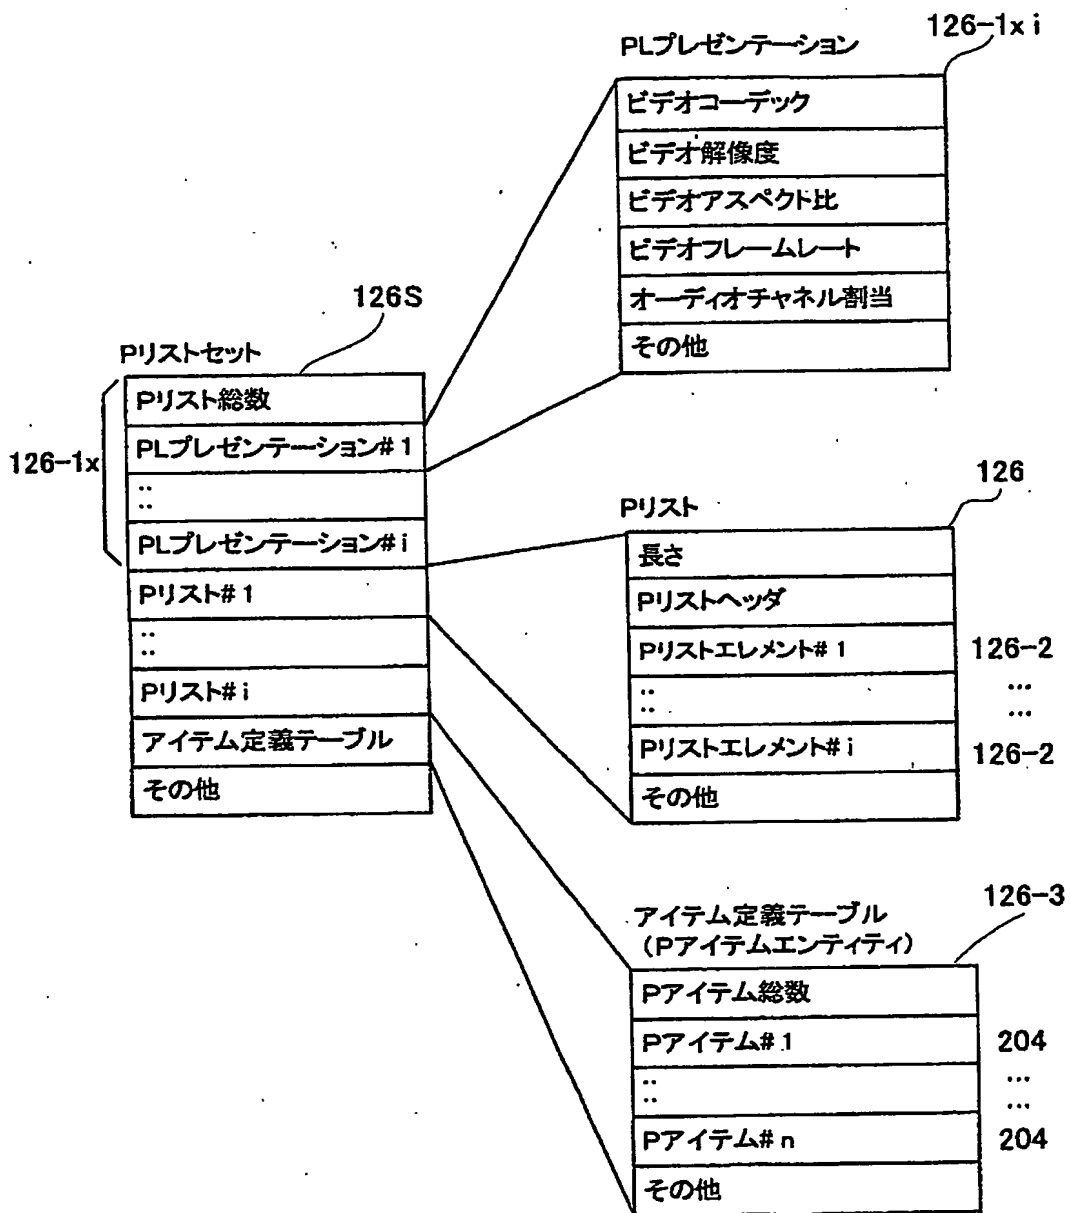 126-1x i
PLプレゼンテーション
ビデオコーデック
ビデオ解像度
ビデオアスペクト比
ビデオフレームレート
オーディオチャネル割当
その他
126S
Pリストセット
126-1x
Pリスト総数
PLプレゼンテーション#1
::
PLプレゼンテーション#i
Pリスト#1
::
Pリスト#i
アイテム定義テーブル
その他
126
Pリスト
長さ
Pリストヘッダ
Pリストエレメント#1 126-2
:: ...
...
Pリストエレメント#i 126-2
その他
126-3
アイテム定義テーブル
(Pアイテムエンティティ)
Pアイテム総数
Pアイテム#1 204
:: ...
...
Pアイテム#n 204
その他